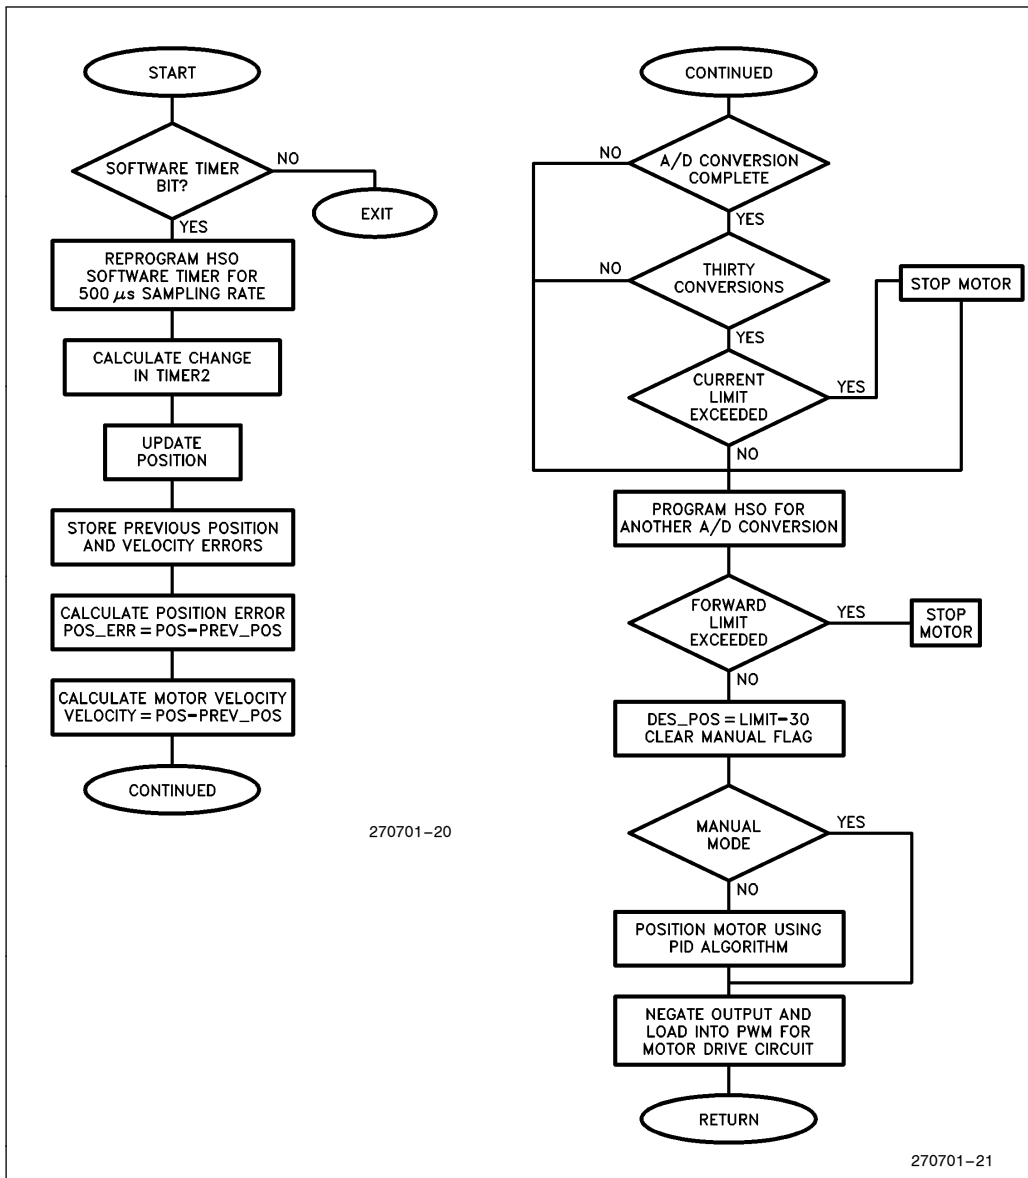 START
SOFTWARE TIMER
BIT?
NO
EXIT
YES
REPROGRAM HSO
SOFTWARE TIMER FOR
500 µs SAMPLING RATE
CALCULATE CHANGE
IN TIMER2
UPDATE
POSITION
STORE PREVIOUS POSITION
AND VELOCITY ERRORS
CALCULATE POSITION ERROR
POS_ERR = POS-PREV_POS
CALCULATE MOTOR VELOCITY
VELOCITY = POS-PREV_POS
CONTINUED
270701-20
CONTINUED
NO
A/D CONVERSION
COMPLETE
YES
NO
THIRTY
CONVERSIONS
STOP MOTOR
YES
CURRENT
LIMIT
EXCEEDED
YES
NO
PROGRAM HSO FOR
ANOTHER A/D CONVERSION
FORWARD
LIMIT
EXCEEDED
YES
STOP
MOTOR
NO
DES_POS = LIMIT-30
CLEAR MANUAL FLAG
MANUAL
MODE
YES
NO
POSITION MOTOR USING
PID ALGORITHM
NEGATE OUTPUT AND
LOAD INTO PWM FOR
MOTOR DRIVE CIRCUIT
RETURN
270701-21